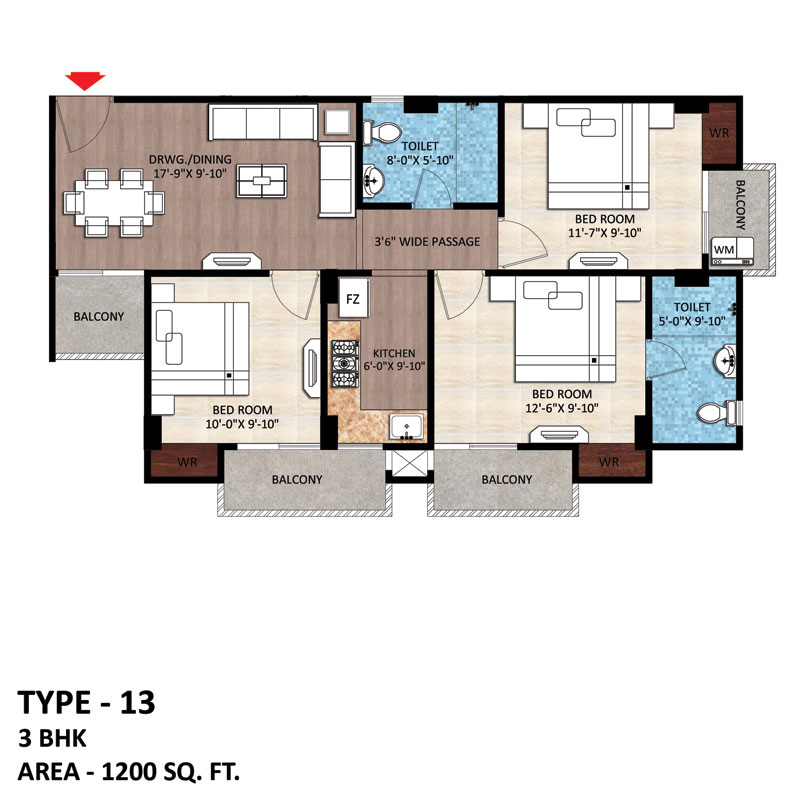 DRWG./DINING
17'-9"X 9'-10"
TOILET
8'-0"X 5'-10"
WR
BED ROOM
11'-7"X 9'-10"
BALCONY
WM
3'6" WIDE PASSAGE
BALCONY
FZ
KITCHEN
6'-0"X 9'-10"
TOILET
5'-0"X 9'-10"
BED ROOM
10'-0"X 9'-10"
BED ROOM
12'-6"X 9'-10"
WR
BALCONY
BALCONY
WR
TYPE - 13
3 BHK
AREA - 1200 SQ. FT.